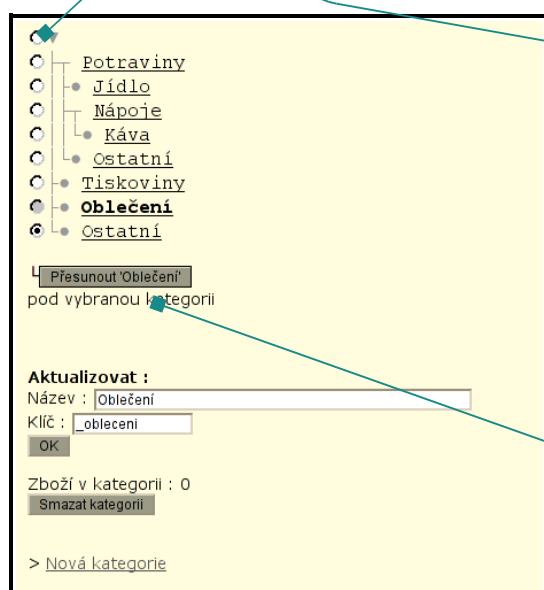 Potraviny
Jídlo
Nápoje
Káva
Ostatní
Tiskoviny
Oblečení
Ostatní
Přesunout 'Oblečení'
pod vybranou kategorii
Aktualizovat :
Název : Oblečení
Klíč : _obleceni
OK
Zboží v kategorii : 0
Smazat kategorii
> Nová kategorie